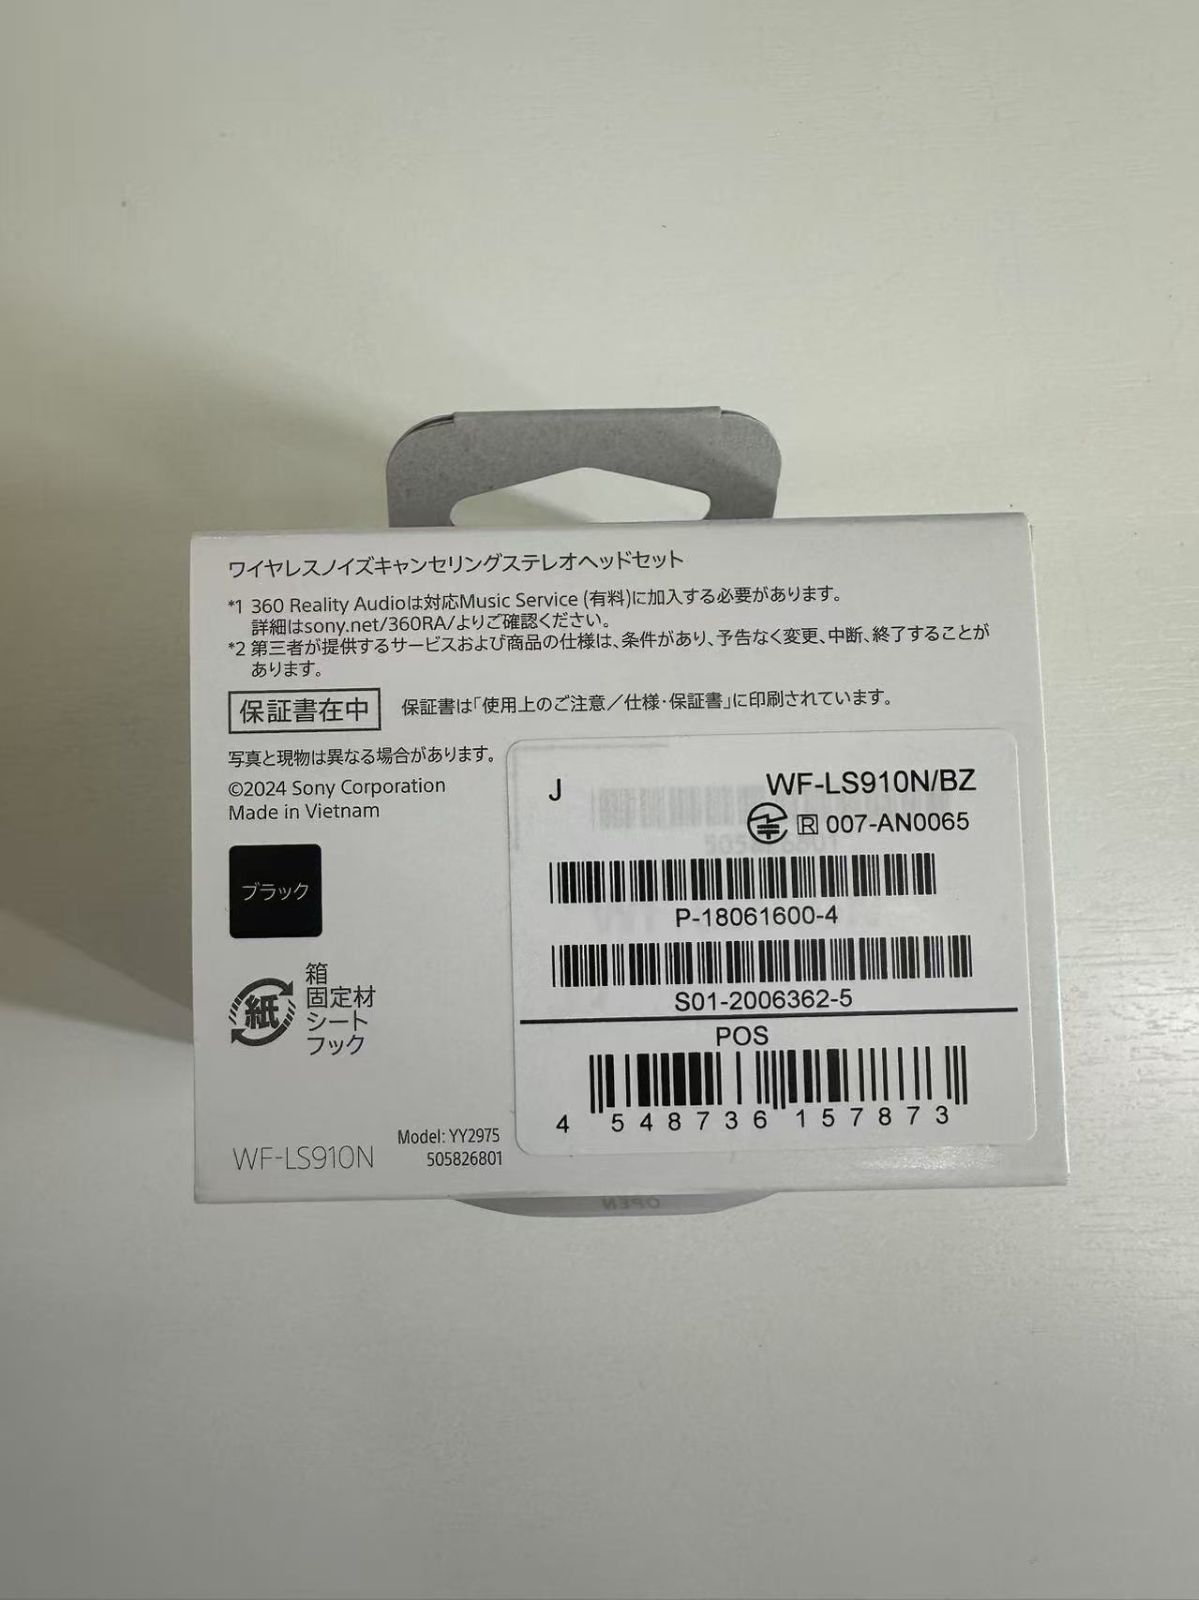 ワイヤレスノイズキャンセリングステレオヘッドセット
*1 360 Reality Audioは対応Music Service (有料)に加入する必要があります。
詳細はsony.net/360RA/よりご確認ください。
*2 第三者が提供するサービスおよび商品の仕様は、条件があり、予告なく変更、中断、終了することが
あります。
保証書在中 保証書は「使用上のご注意／仕様・保証書」に印刷されています。
写真と現物は異なる場合があります。
©2024 Sony Corporation
Made in Vietnam
ブラック
紙
箱
固定材
シート
フック
WF-LS910N
Model: YY2975
505826801
J WF-LS910N/BZ
R 007-AN0065
P-18061600-4
S01-2006362-5
POS
4 548736 157873
OPEN